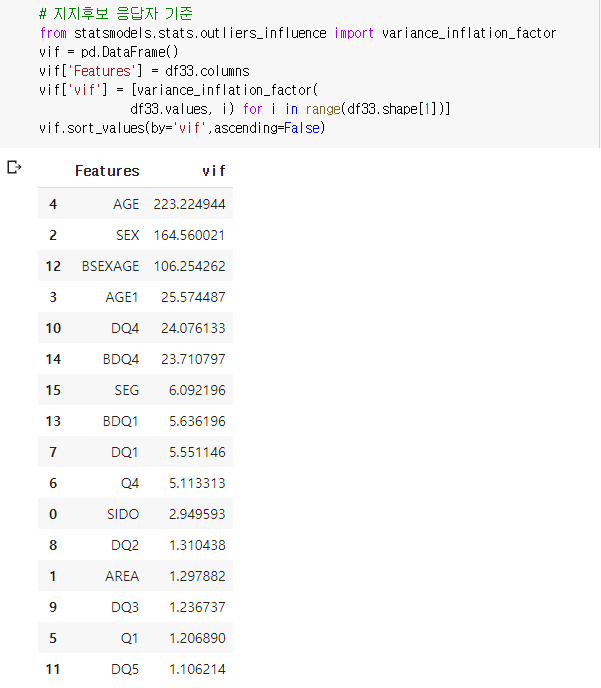 # 지지후보 응답자 기준
from statsmodels.stats.outliers_influence import variance_inflation_factor
vif = pd.DataFrame()
vif['Features'] = df33.columns
vif['vif'] = [variance_inflation_factor(
df33.values, i) for i in range(df33.shape[1])]
vif.sort_values(by='vif',ascending=False)
Features vif
4 AGE 223.224944
2 SEX 164.560021
12 BSEXAGE 106.254262
3 AGE1 25.574487
10 DQ4 24.076133
14 BDQ4 23.710797
15 SEG 6.092196
13 BDQ1 5.636196
7 DQ1 5.551146
6 Q4 5.113313
0 SIDO 2.949593
8 DQ2 1.310438
1 AREA 1.297882
9 DQ3 1.236737
5 Q1 1.206890
11 DQ5 1.106214